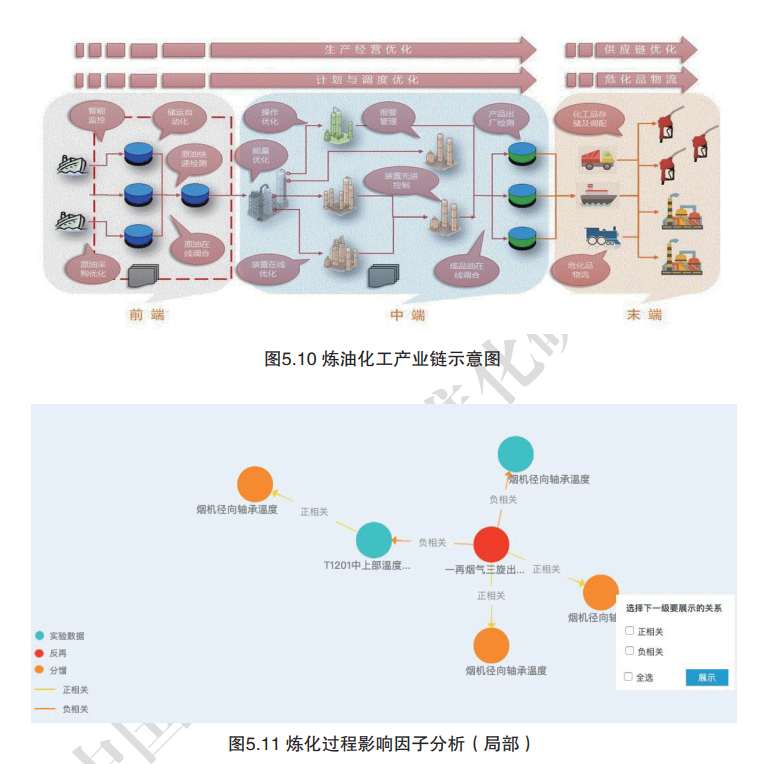 生产经营优化
供应链优化
计划与调度优化
危化品物流
智能
监控
储运自
动化
原油快
速检测
原油在
线调合
原油采
购优化
操作
优化
能量
优化
报警
管理
装置先进
控制
装置在线
优化
产品出
厂检测
成品油在
线调合
化工品存
储及调配
危化品
物流
前端
中端
末端
图5.10 炼油化工产业链示意图
烟机径向轴承温度
负相关
烟机径向轴承温度
正相关
负相关
T1201中上部温度...
一再烟气三旋出...
正相关
正相关
烟机径向轴
烟机径向轴承温度
选择下一级要展示的关系
正相关
负相关
全选
展示
实验数据
反再
分馏
正相关
负相关
图5.11 炼化过程影响因子分析（局部）